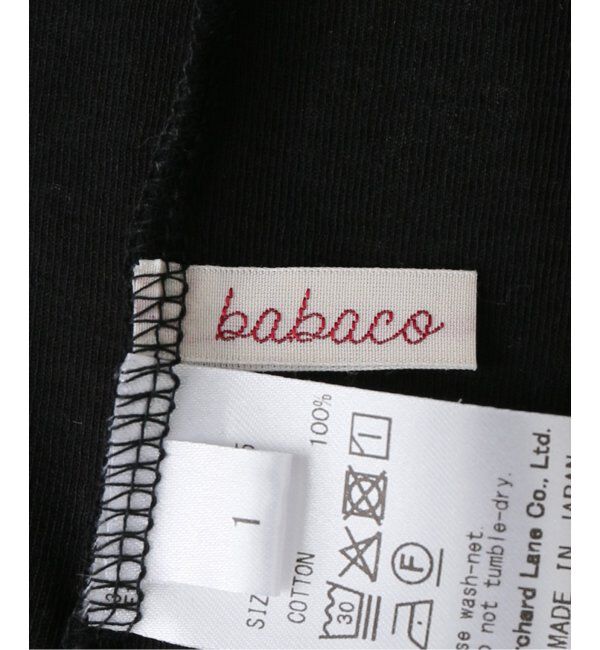 babaco
1
SIZ
COTTON 100%
30
F
se wash-net.
o not tumble-dry.
rchard Lane Co., Ltd.
MADE IN JAPAN